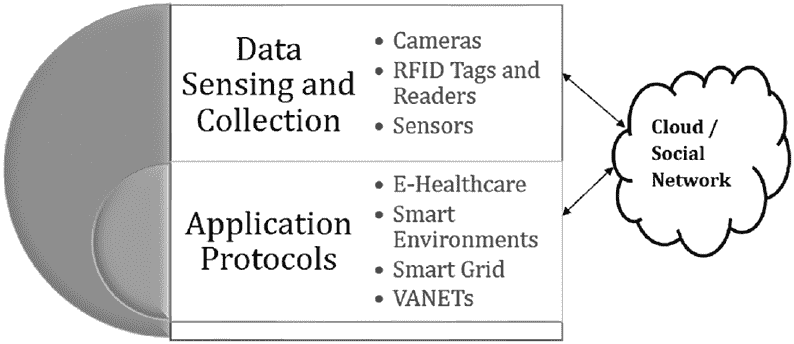 Data
Sensing and
Collection
• Cameras
• RFID Tags and
Readers
• Sensors
Application
Protocols
• E-Healthcare
• Smart
Environments
• Smart Grid
• VANETs
Cloud /
Social
Network